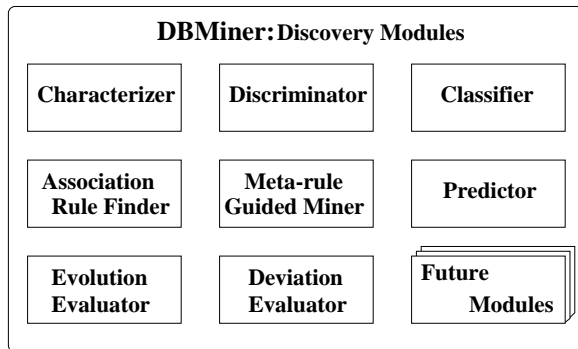 DBMiner: Discovery Modules
Characterizer
Discriminator
Classifier
Association
Rule Finder
Meta-rule
Guided Miner
Predictor
Evolution
Evaluator
Deviation
Evaluator
Future
Modules